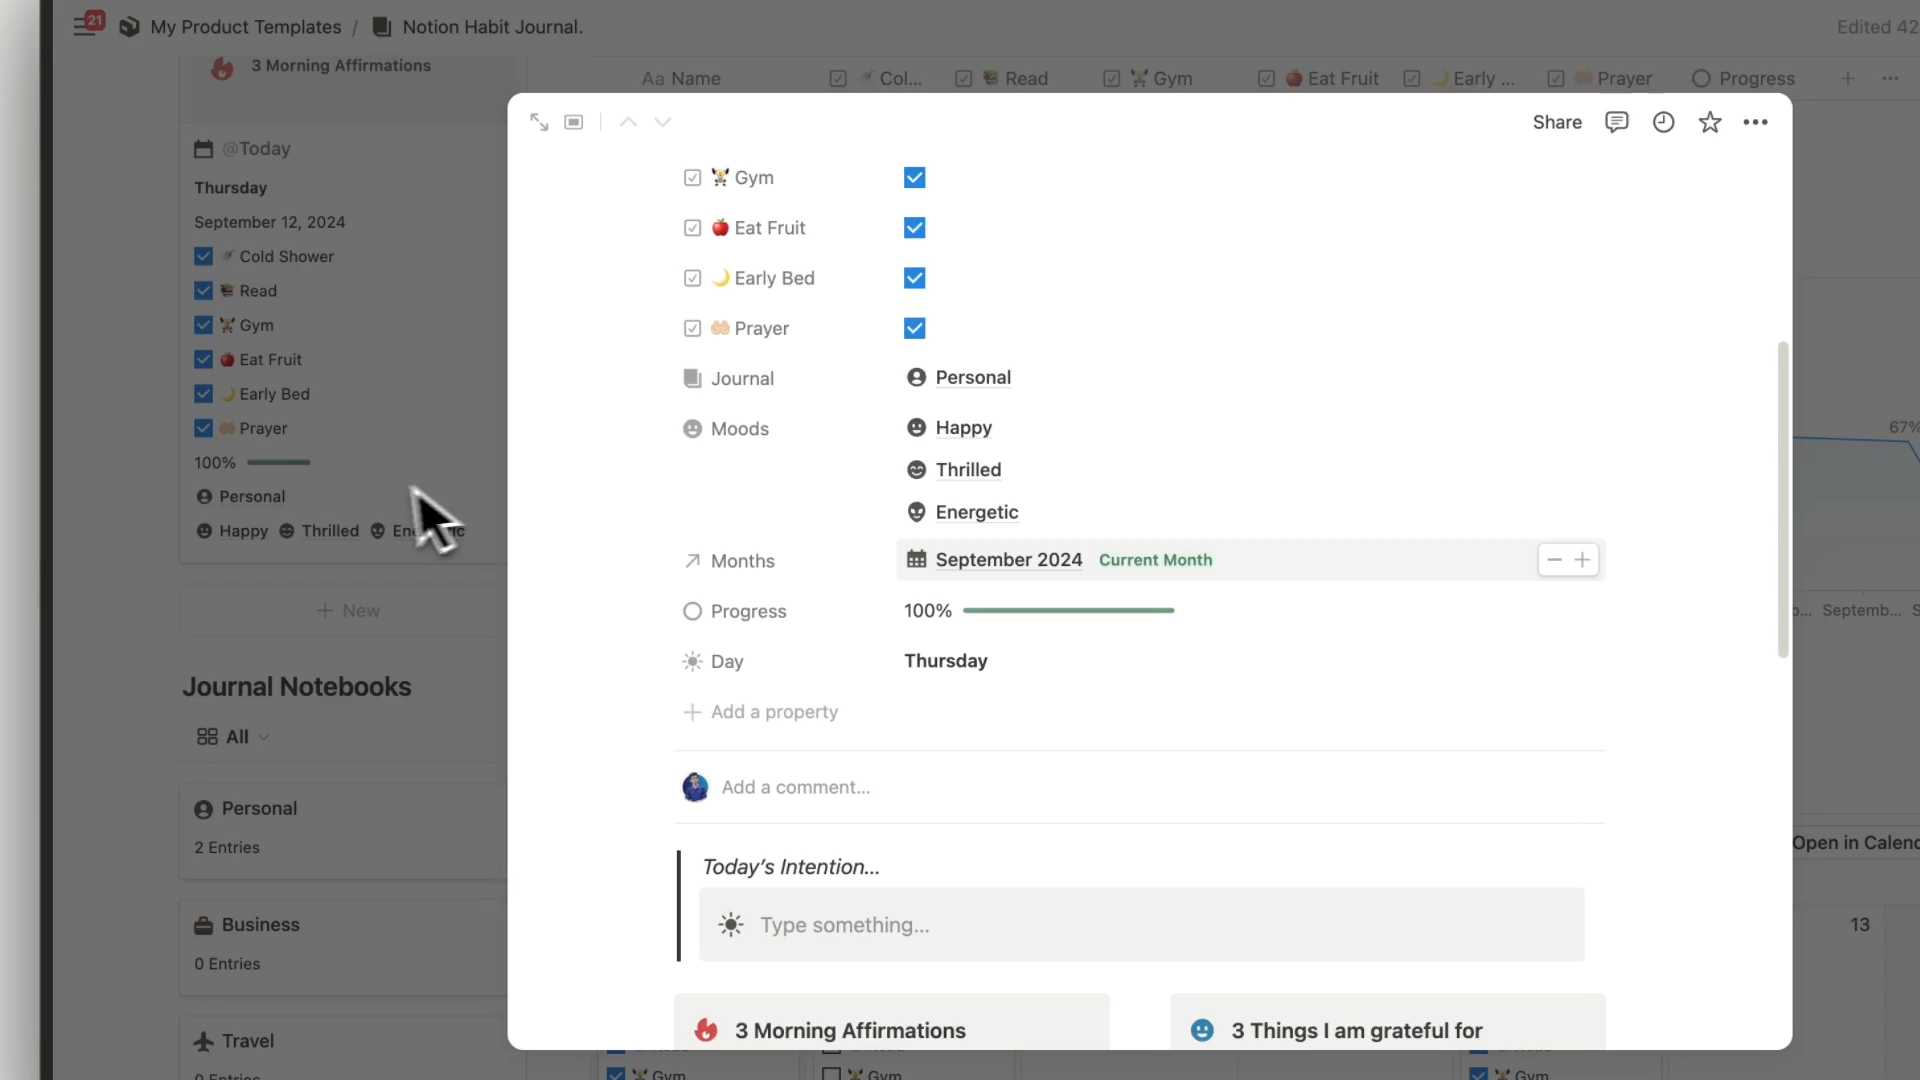 21
My Product Templates / Notion Habit Journal.
Edited 42
3 Morning Affirmations
Aa Name
Col...
Read
Gym
Eat Fruit
Early ...
Prayer
Progress
@Today
Thursday
September 12, 2024
Cold Shower
Read
Gym
Eat Fruit
Early Bed
Prayer
100%
Personal
Happy Thrilled
+ New
Journal Notebooks
All
Personal
2 Entries
Business
0 Entries
Travel
0 Entries
Share
Gym
Eat Fruit
Early Bed
Prayer
Journal Personal
Moods Happy
Thrilled
Energetic
Months September 2024 Current Month
Progress 100%
Day Thursday
+ Add a property
Add a comment...
Today's Intention...
Type something...
3 Morning Affirmations
3 Things I am grateful for
67%
Septemb...
Open in Calend
13
Gym
Gym
Gym